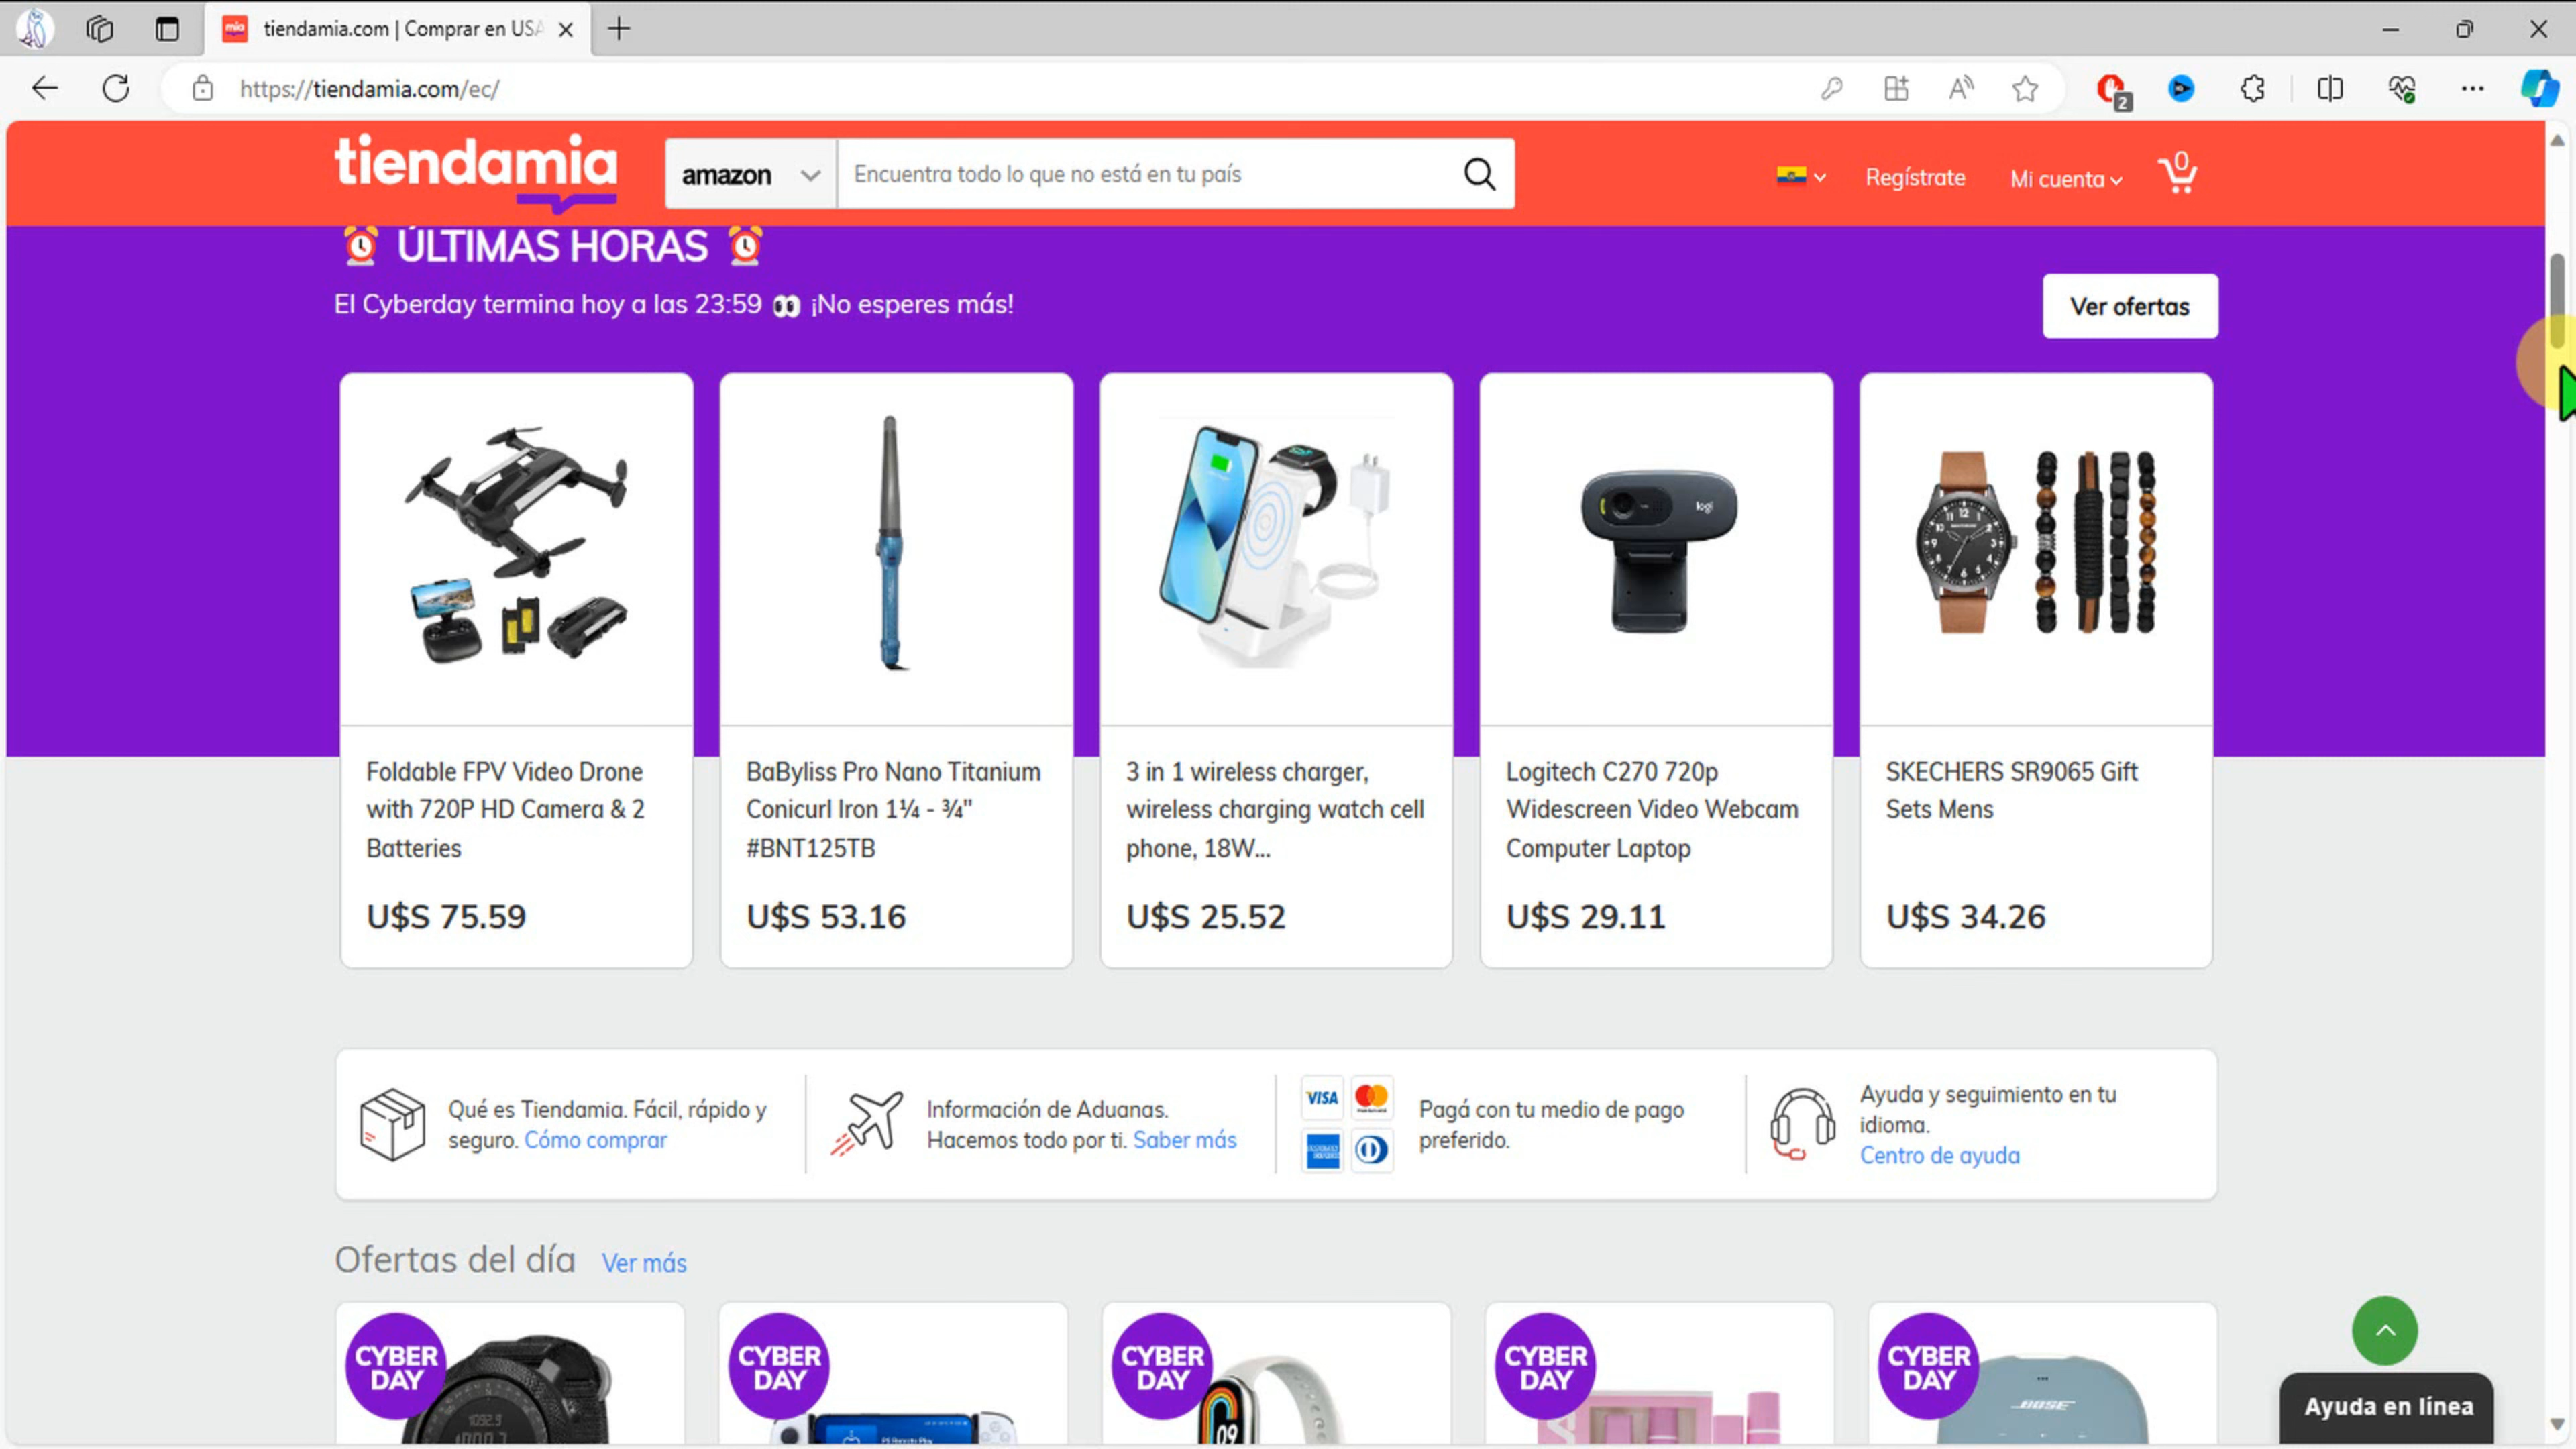 tiendamia.com | Comprar en USA
2
https://tiendamia.com/ec/
tiendamia
amazon
Encuentra todo lo que no está en tu país
Regístrate
Mi cuenta
0
ÚLTIMAS HORAS
El Cyberday termina hoy a las 23:59 👀 ¡No esperes más!
Ver ofertas
logi
Foldable FPV Video Drone
with 720P HD Camera & 2
Batteries
U$S 75.59
BaByliss Pro Nano Titanium
Conicurl Iron 1¼ - ¾"
#BNT125TB
U$S 53.16
3 in 1 wireless charger,
wireless charging watch cell
phone, 18W...
U$S 25.52
Logitech C270 720p
Widescreen Video Webcam
Computer Laptop
U$S 29.11
SKECHERS SR9065 Gift
Sets Mens
U$S 34.26
Qué es Tiendamia. Fácil, rápido y
seguro. Cómo comprar
Información de Aduanas.
Hacemos todo por ti. Saber más
VISA
Pagá con tu medio de pago
preferido.
Ayuda y seguimiento en tu
idioma.
Centro de ayuda
Ofertas del día
Ver más
CYBER
DAY
CYBER
DAY
PS Remote Play
CYBER
DAY
09
CYBER
DAY
CYBER
DAY
BOSE
Ayuda en línea